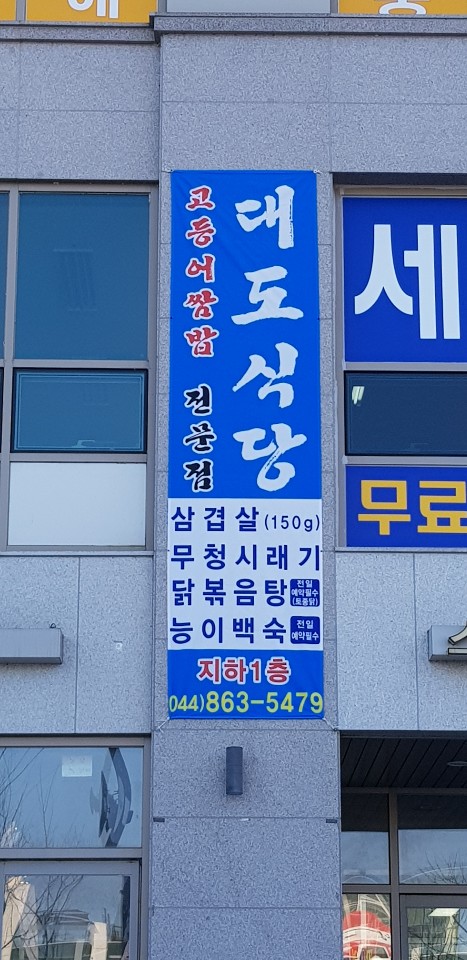 대도식당
고등어쌈밥 전문점
삼겹살(150g)
무청시래기
닭볶음탕 전일 예약필수 (토종닭)
능이백숙 전일 예약필수
지하1층
044)863-5479
세
무료